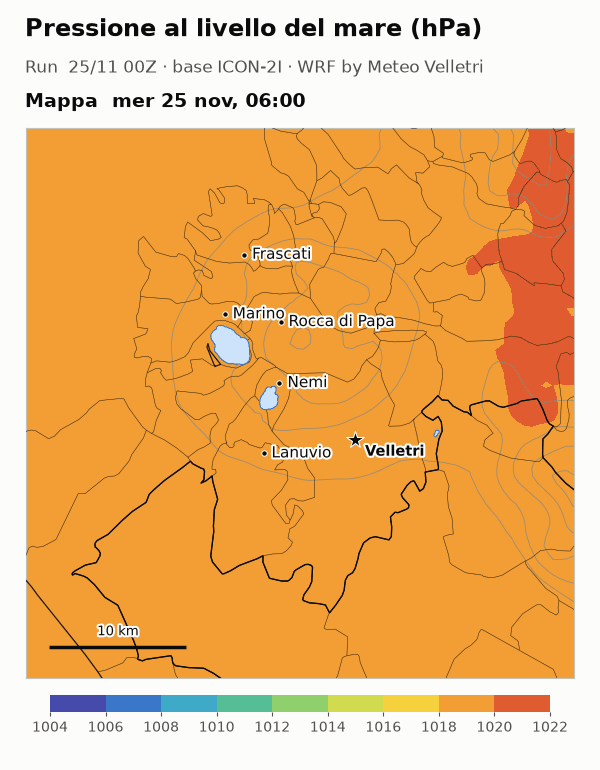 Pressione al livello del mare (hPa)
Run  25/11 00Z · base ICON-2I · WRF by Meteo Velletri
Mappa  mer 25 nov, 06:00
Frascati
Marino
Rocca di Papa
Nemi
Velletri
Lanuvio
10 km
1004 1006 1008 1010 1012 1014 1016 1018 1020 1022